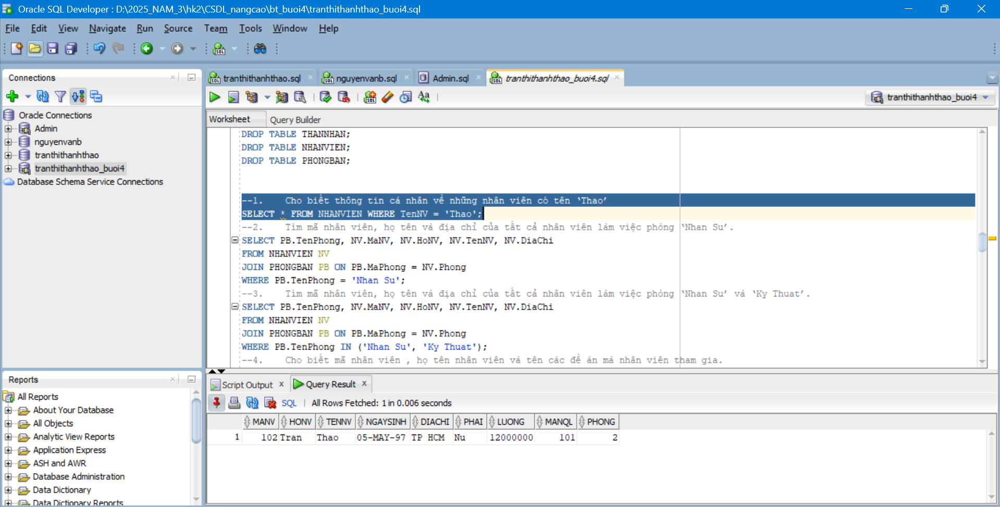 Oracle SQL Developer : D:\2025_NAM_3\hk2\CSDL_nangcao\bt_buoi4\tranthithanhthao_buoi4.sql
File Edit View Navigate Run Source Team Tools Window Help
Connections
Oracle Connections
Admin
nguyenvanb
tranthithanhthao
tranthithanhthao_buoi4
Database Schema Service Connections
Reports
All Reports
About Your Database
All Objects
Analytic View Reports
Application Express
ASH and AWR
Database Administration
Data Dictionary
Data Dictionary Reports
tranthithanhthao.sql nguyenvanb.sql Admin.sql tranthithanhthao_buoi4.sql
tranthithanhthao_buoi4
Worksheet Query Builder
DROP TABLE THANNHAN;
DROP TABLE NHANVIEN;
DROP TABLE PHONGBAN;
--1. Cho biết thông tin cá nhân về những nhân viên có tên ‘Thao’
SELECT * FROM NHANVIEN WHERE TenNV = 'Thao';
--2. Tìm mã nhân viên, họ tên và địa chỉ của tất cả nhân viên làm việc phòng ‘Nhan Su’.
SELECT PB.TenPhong, NV.MaNV, NV.HoNV, NV.TenNV, NV.DiaChi
FROM NHANVIEN NV
JOIN PHONGBAN PB ON PB.MaPhong = NV.Phong
WHERE PB.TenPhong = 'Nhan Su';
--3. Tìm mã nhân viên, họ tên và địa chỉ của tất cả nhân viên làm việc phòng ‘Nhan Su’ và ‘Ky Thuat’.
SELECT PB.TenPhong, NV.MaNV, NV.HoNV, NV.TenNV, NV.DiaChi
FROM NHANVIEN NV
JOIN PHONGBAN PB ON PB.MaPhong = NV.Phong
WHERE PB.TenPhong IN ('Nhan Su', 'Ky Thuat');
--4. Cho biết mã nhân viên , họ tên nhân viên và tên các đề án mà nhân viên tham gia.
Script Output Query Result
SQL All Rows Fetched: 1 in 0.006 seconds
MANV HONV TENNV NGAYSINH DIACHI PHAI LUONG MANQL PHONG
1 102 Tran Thao 05-MAY-97 TP HCM Nu 12000000 101 2